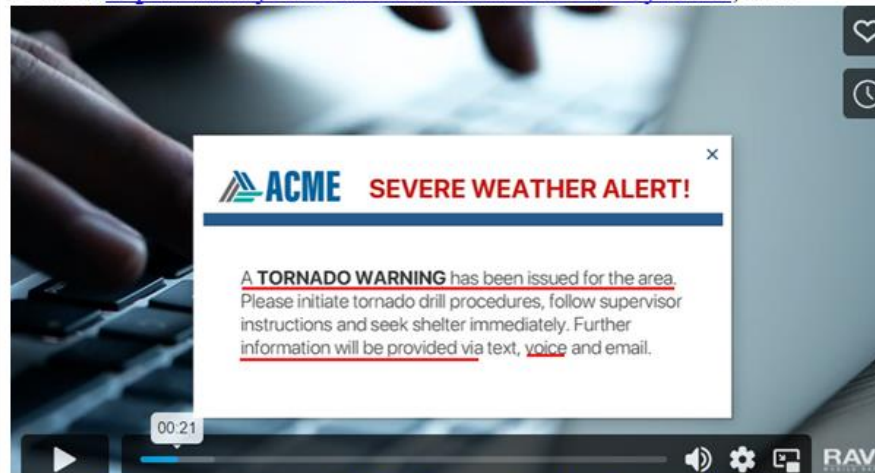 ACME SEVERE WEATHER ALERT!
A TORNADO WARNING has been issued for the area.
Please initiate tornado drill procedures, follow supervisor
instructions and seek shelter immediately. Further
information will be provided via text, voice and email.
00:21
RAV